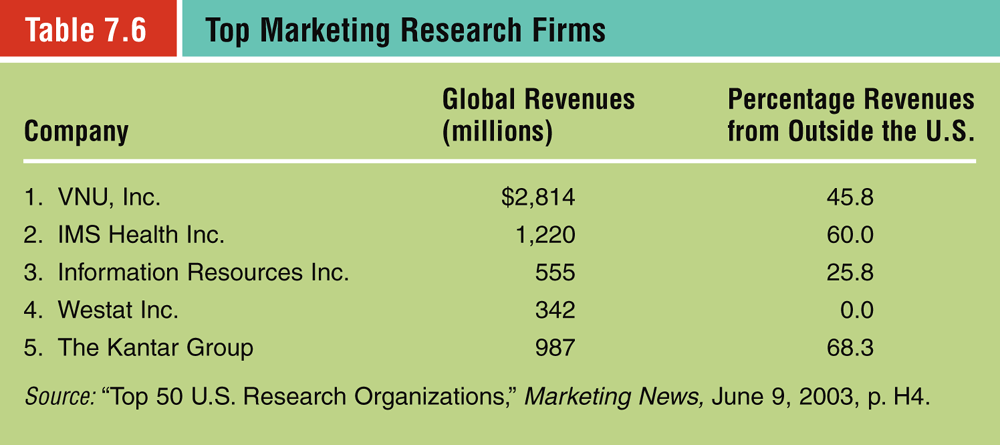 Table 7.6 Top Marketing Research Firms
Company Global Revenues (millions) Percentage Revenues from Outside the U.S.
1. VNU, Inc. $2,814 45.8
2. IMS Health Inc. 1,220 60.0
3. Information Resources Inc. 555 25.8
4. Westat Inc. 342 0.0
5. The Kantar Group 987 68.3
Source: “Top 50 U.S. Research Organizations,” Marketing News, June 9, 2003, p. H4.